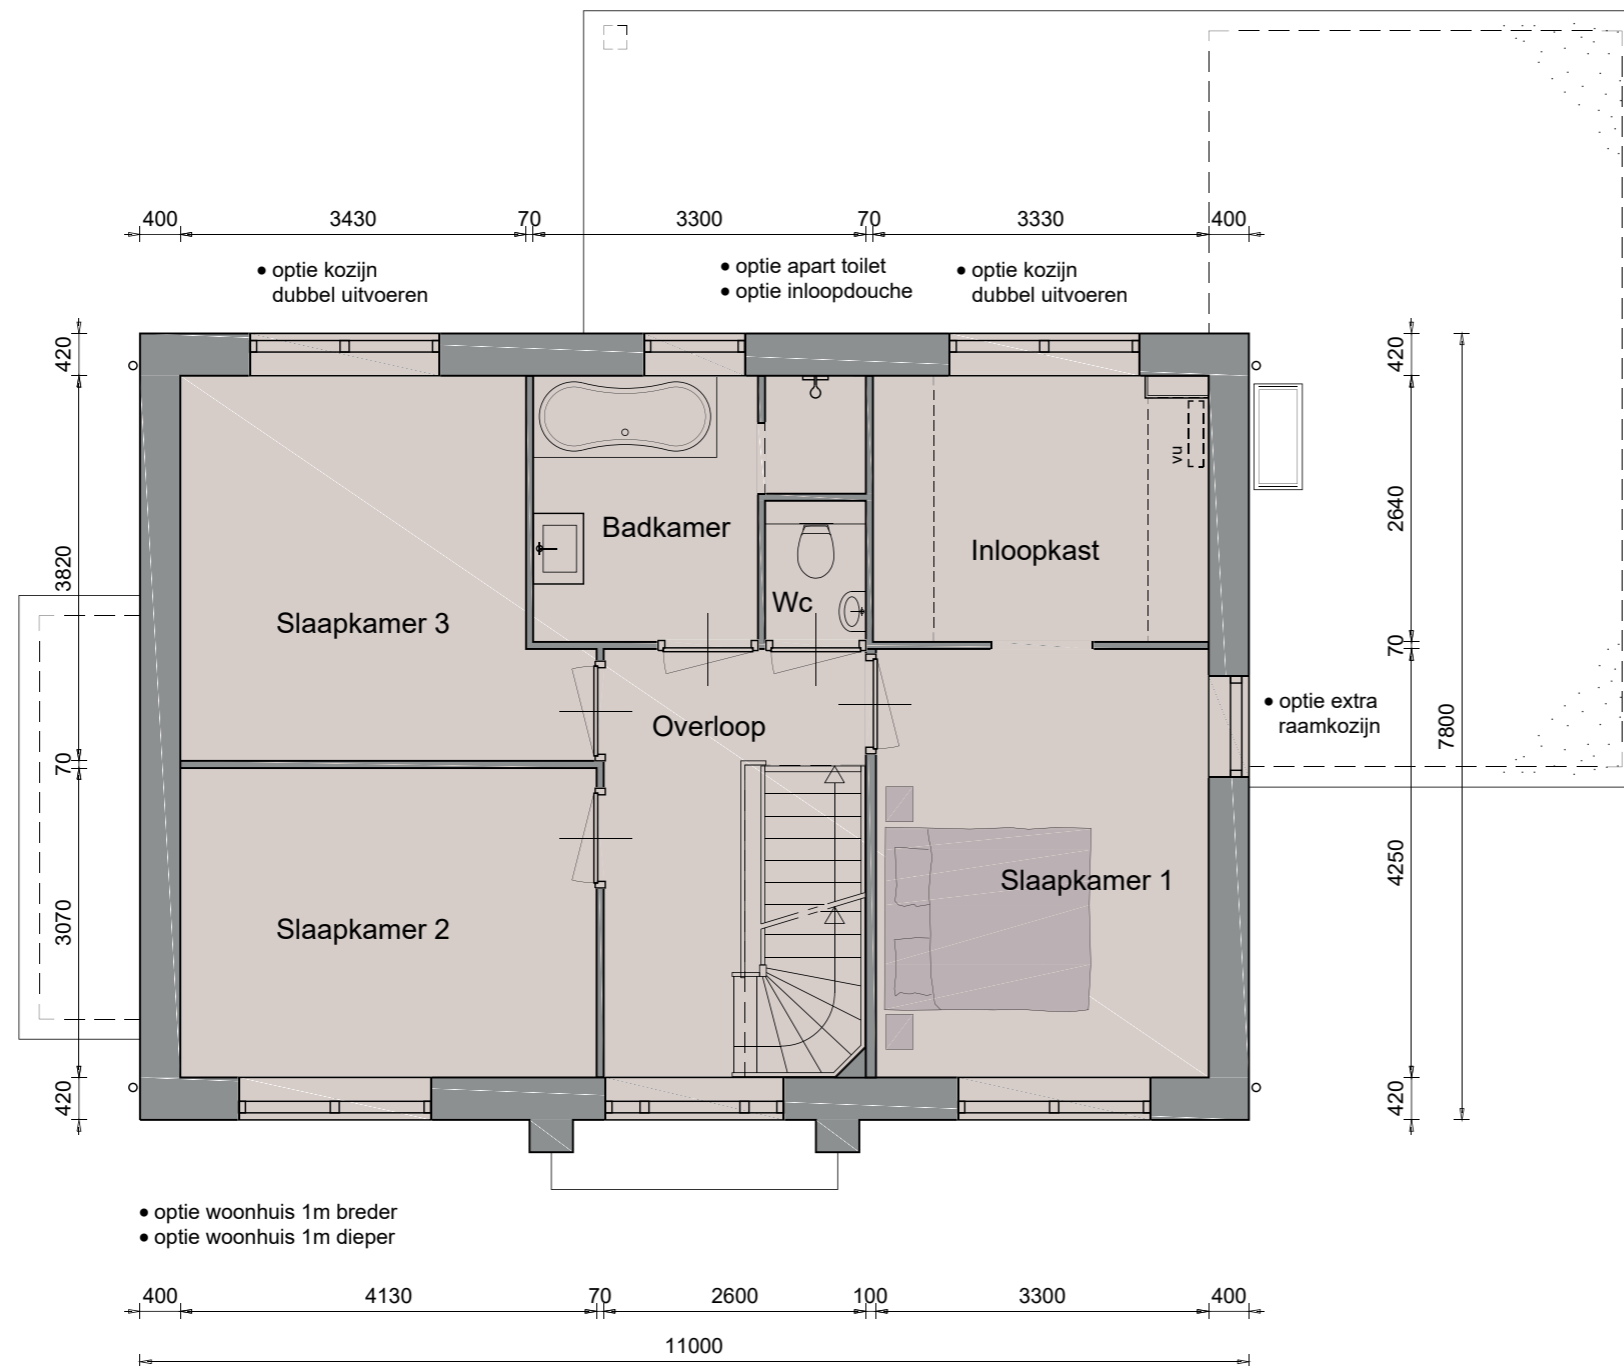 400 3430 70 3300 70 3330 400
• optie kozijn
dubbel uitvoeren
• optie apart toilet
• optie inloopdouche
• optie kozijn
dubbel uitvoeren
420
3820
70
3070
420
420
2640
70
4250
420
7800
vu
Badkamer
Inloopkast
Wc
Slaapkamer 3
Overloop
• optie extra
raamkozijn
Slaapkamer 1
Slaapkamer 2
• optie woonhuis 1m breder
• optie woonhuis 1m dieper
400 4130 70 2600 100 3300 400
11000